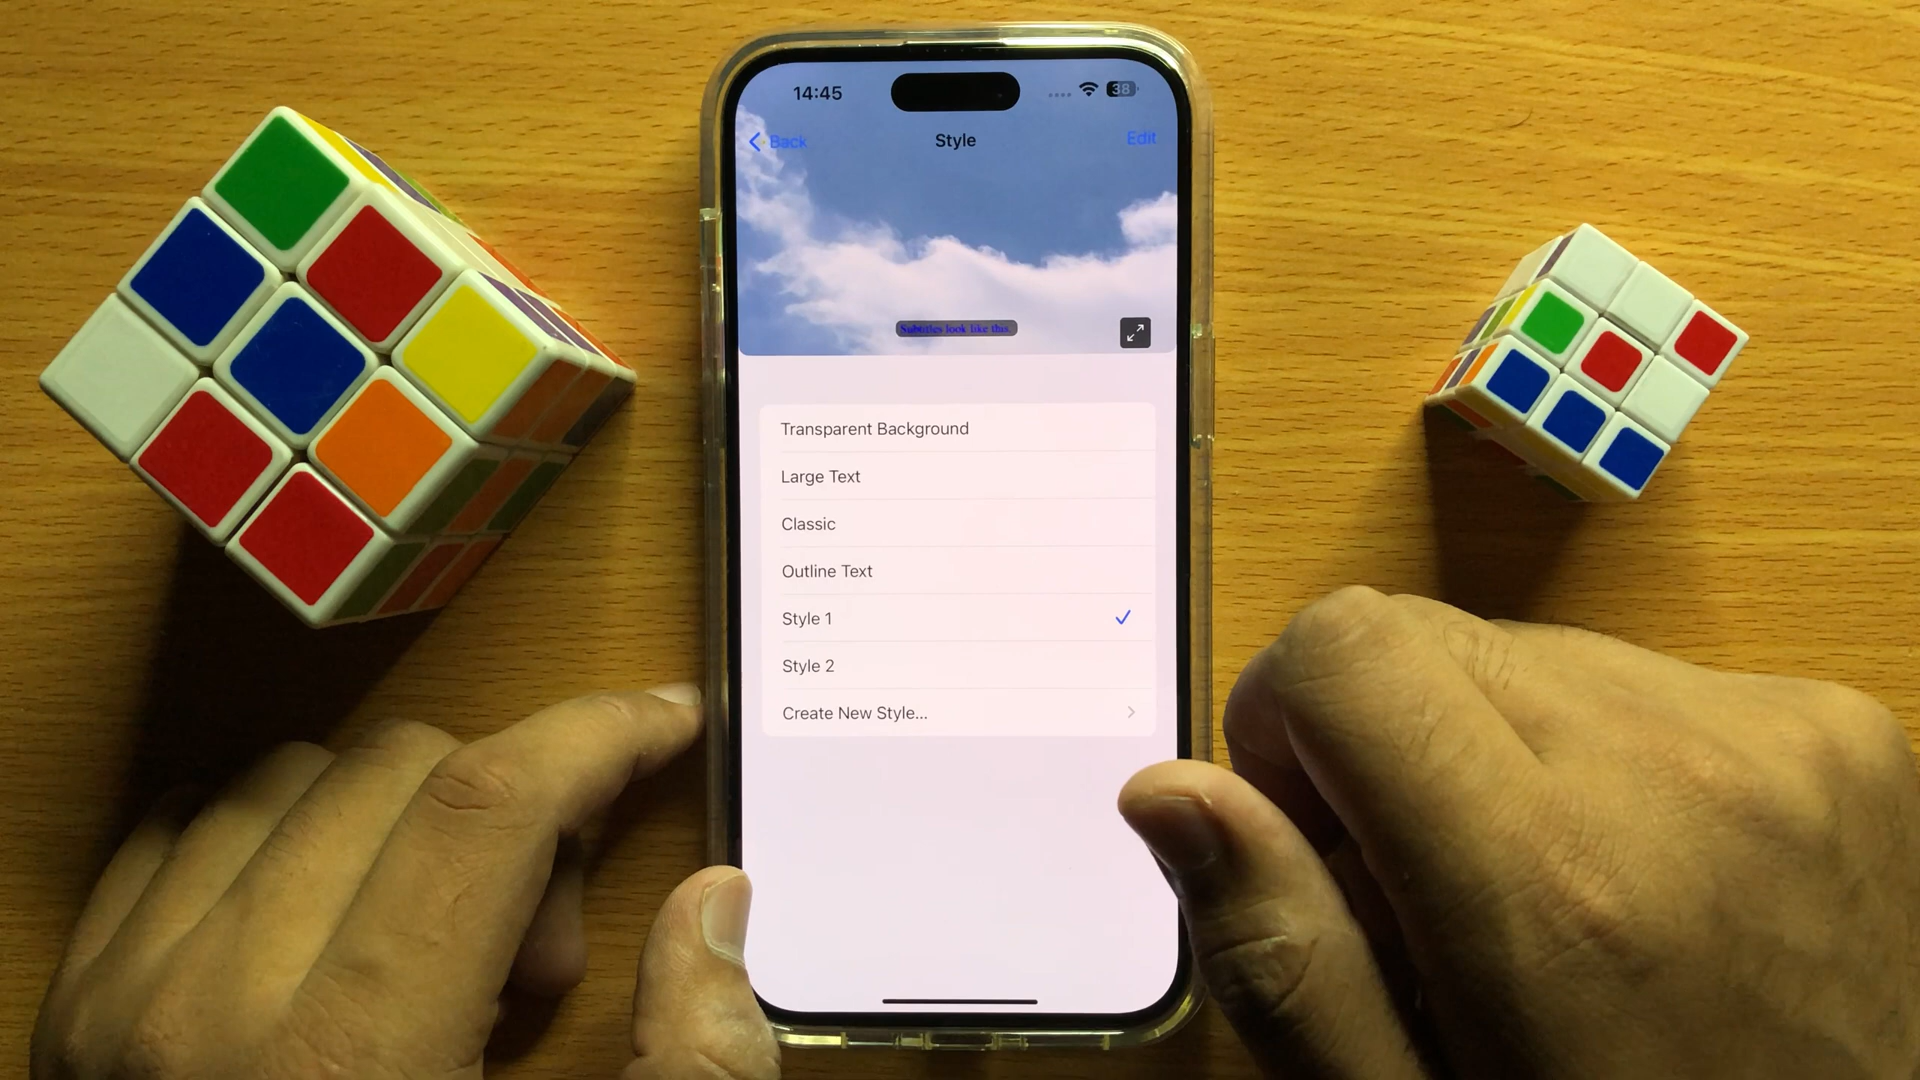 14:45
38
Back
Style
Edit
Subtitles look like this.
Transparent Background
Large Text
Classic
Outline Text
Style 1
Style 2
Create New Style...